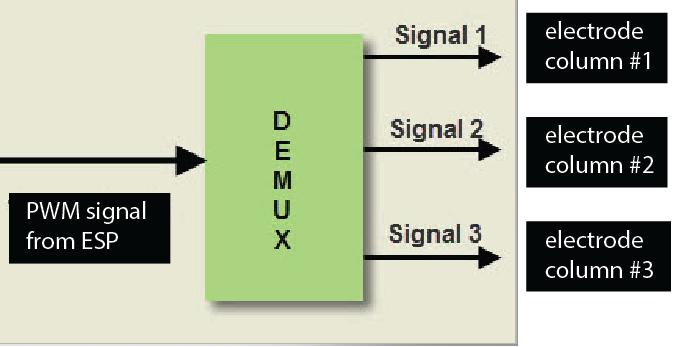 Signal 1
electrode
column #1
D
E
M
U
X
Signal 2
electrode
column #2
PWM signal
from ESP
Signal 3
electrode
column #3